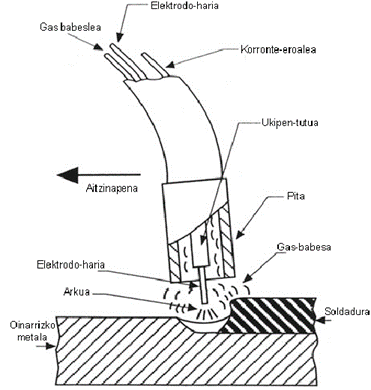 Elektrodo-haria
Gas babeslea
Korronte-eroalea
Ukipen-tutua
Aitzinapena
Pita
Gas-babesa
Elektrodo-haria
Arkua
Soldadura
Oinarrizko
metala